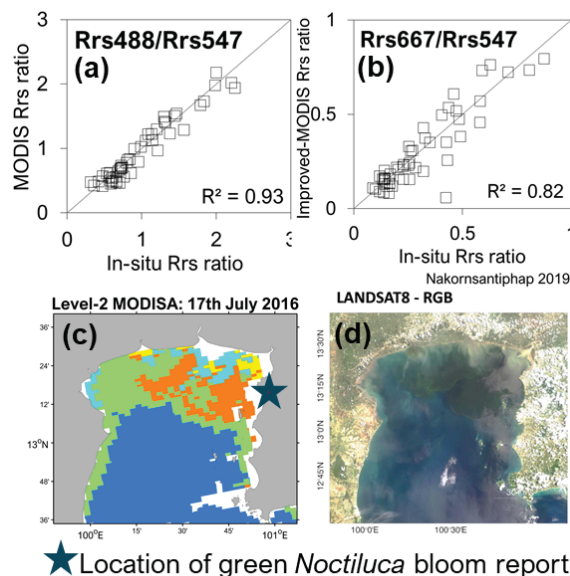 Rrs488/Rrs547
(a)
MODIS Rrs ratio
3
2
1
0
R² = 0.93
0 1 2 3
In-situ Rrs ratio
Rrs667/Rrs547
(b)
Improved-MODIS Rrs ratio
1
0.5
0
R² = 0.82
0 0.5 1
In-situ Rrs ratio
Nakornsantiphap 2019
Level-2 MODISA: 17th July 2016
(c)
36'
24'
12'
13°N
48'
36'
100°E 15' 30' 45' 101°E
LANDSAT8 - RGB
(d)
13°30'N
13°15'N
13°0'N
12°45'N
100°0'E 100°30'E
Location of green Noctiluca bloom report